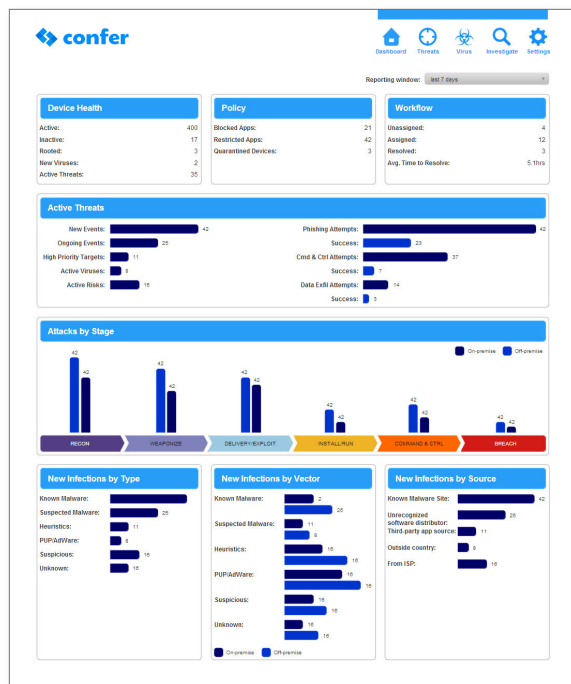 confer
Dashboard Threats Virus Investigate Settings
Reporting window: last 7 days
Device Health
Active: 400
Inactive: 17
Rooted: 3
New Viruses: 2
Active Threats: 35
Policy
Blocked Apps: 21
Restricted Apps: 42
Quarantined Devices: 3
Workflow
Unassigned: 4
Assigned: 12
Resolved: 3
Avg. Time to Resolve: 5.1hrs
Active Threats
New Events: 42
Ongoing Events: 25
High Priority Targets: 11
Active Viruses: 8
Active Risks: 16
Phishing Attempts: 42
Success: 23
Cmd & Ctrl Attempts: 37
Success: 7
Data Exfil Attempts: 14
Success: 3
Attacks by Stage
On-premise Off-premise
42 42
42 42
42 42
42 42
42 42
42 42
RECON WEAPONIZE DELIVERY/EXPLOIT INSTALL/RUN COMMAND & CTRL BREACH
New Infections by Type
Known Malware:
Suspected Malware: 25
Heuristics: 11
PUP/AdWare: 8
Suspicious: 16
Unknown: 16
New Infections by Vector
Known Malware: 2
25
Suspected Malware: 11
8
Heuristics: 16
16
PUP/AdWare: 16
16
Suspicious: 16
16
Unknown: 16
16
On-premise Off-premise
New Infections by Source
Known Malware Site: 42
Unrecognized
software distributor: 25
Third-party app source: 11
Outside country: 8
From ISP: 16